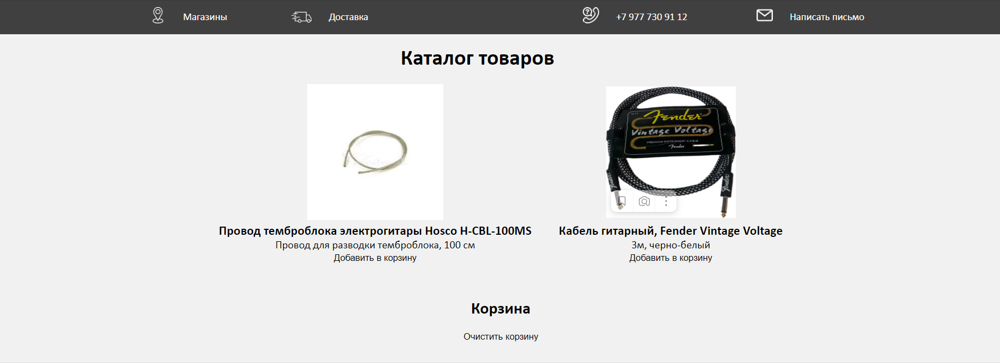 Магазины
Доставка
+7 977 730 91 12
Написать письмо
Каталог товаров
Fender
Vintage Voltage
PREMIUM INSTRUMENT CABLE
Fender
Fender
Fender
Провод темброблока электрогитары Hosco H-CBL-100MS
Провод для разводки темброблока, 100 см
Добавить в корзину
Кабель гитарный, Fender Vintage Voltage
3м, черно-белый
Добавить в корзину
Корзина
Очистить корзину